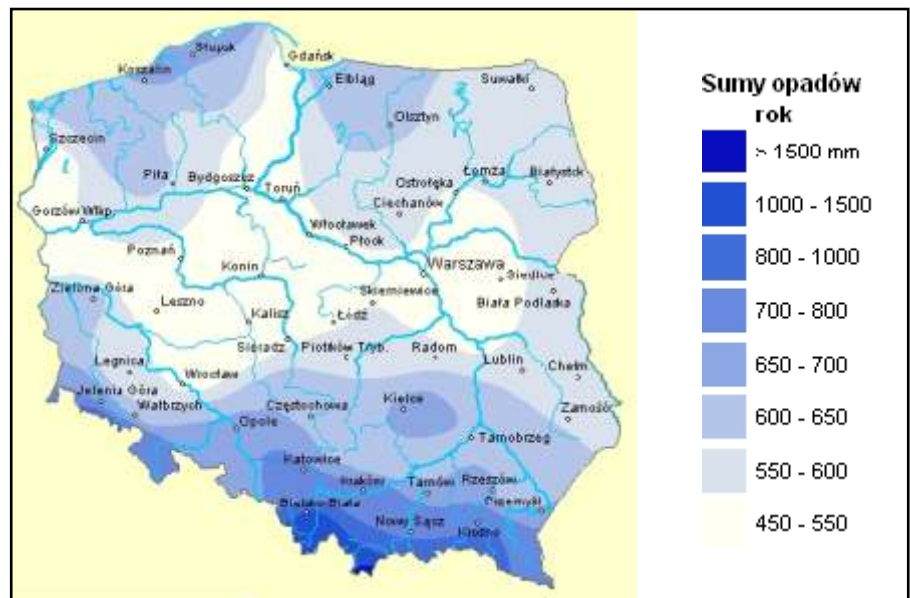 Słupsk
Koszalin
Gdańsk
Elbląg
Suwałki
Olsztyn
Szczecin
Piła
Bydgoszcz
Toruń
Ostrołęka
Łomża
Białystok
Ciechanów
Gorzów Wlkp.
Włocławek
Płock
Poznań
Konin
Warszawa
Siedlce
Zielona Góra
Leszno
Skierniewice
Biała Podlaska
Kalisz
Łódź
Sieradz
Piotrków Tryb.
Radom
Legnica
Lublin
Chełm
Wrocław
Jelenia Góra
Wałbrzych
Częstochowa
Kielce
Zamość
Opole
Tarnobrzeg
Katowice
Kraków
Tarnów
Rzeszów
Bielsko-Biała
Przemyśl
Nowy Sącz
Krosno
Sumy opadów
rok
> 1500 mm
1000 - 1500
800 - 1000
700 - 800
650 - 700
600 - 650
550 - 600
450 - 550